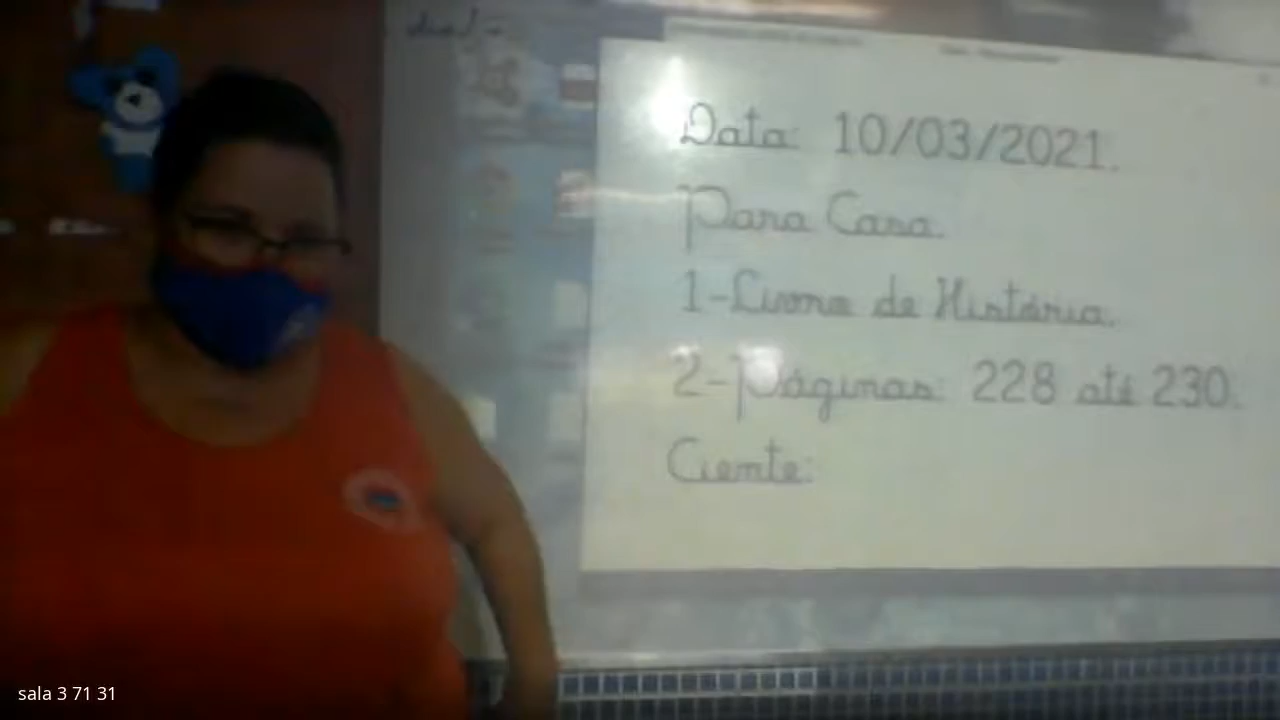 Data: 10/03/2021.
Para Casa.
1-Livro de História.
2-Páginas: 228 até 230.
Ciente:
sala 3 71 31